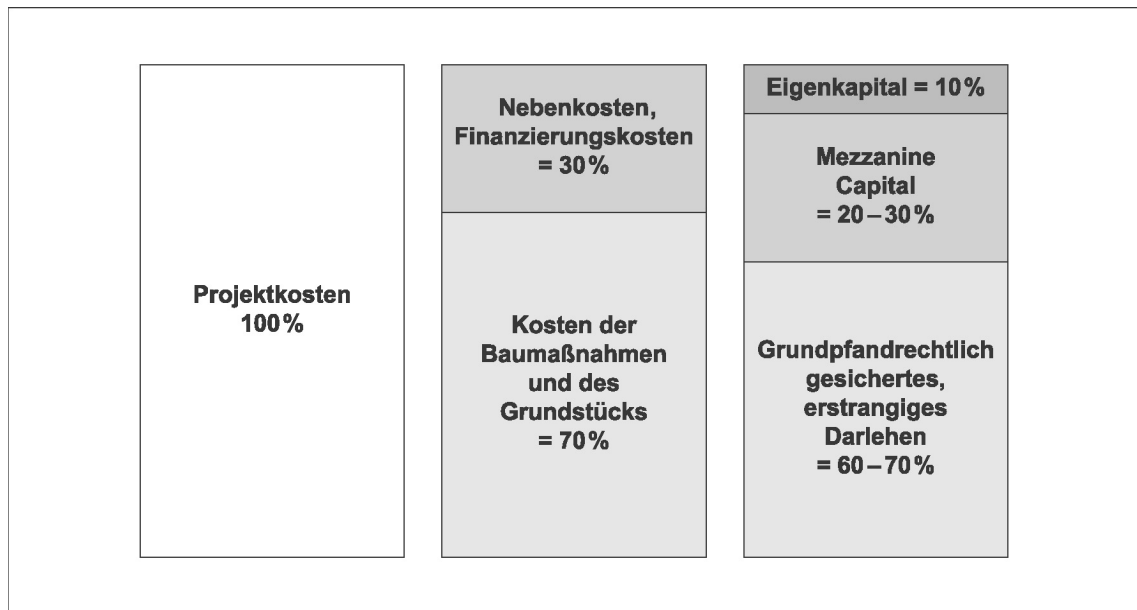 Projektkosten
100%
Nebenkosten,
Finanzierungskosten
= 30%
Kosten der
Baumaßnahmen
und des
Grundstücks
= 70%
Eigenkapital = 10%
Mezzanine
Capital
= 20–30%
Grundpfandrechtlich
gesichertes,
erstrangiges
Darlehen
= 60–70%